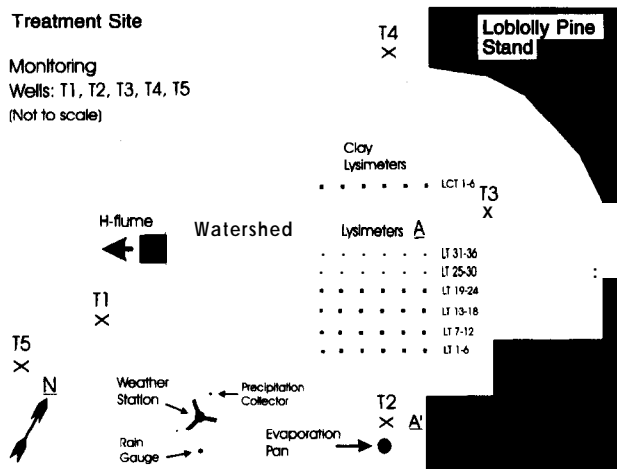 Treatment Site
Loblolly Pine
Stand
T4
Monitoring
Wells: T1, T2, T3, T4, T5
(Not to scale)
Clay
Lysimeters
LCT 1-6
T3
H-flume
Watershed
Lysimeters A
LT 31-36
LT 25-30
LT 19-24
LT 13-18
LT 7-12
LT 1-6
T1
T5
N
Weather
Station
Precipitation
Collector
T2
A'
Rain
Gauge
Evaporation
Pan